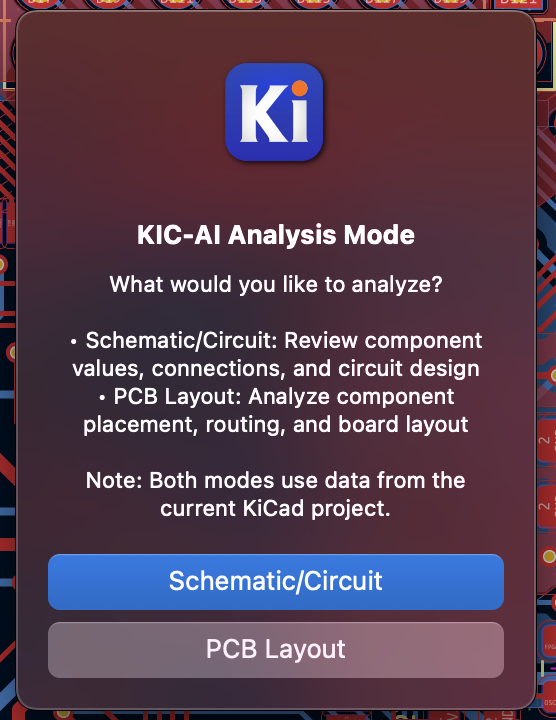 Ki
KIC-AI Analysis Mode
What would you like to analyze?
• Schematic/Circuit: Review component
values, connections, and circuit design
• PCB Layout: Analyze component
placement, routing, and board layout
Note: Both modes use data from the
current KiCad project.
Schematic/Circuit
PCB Layout
2
2